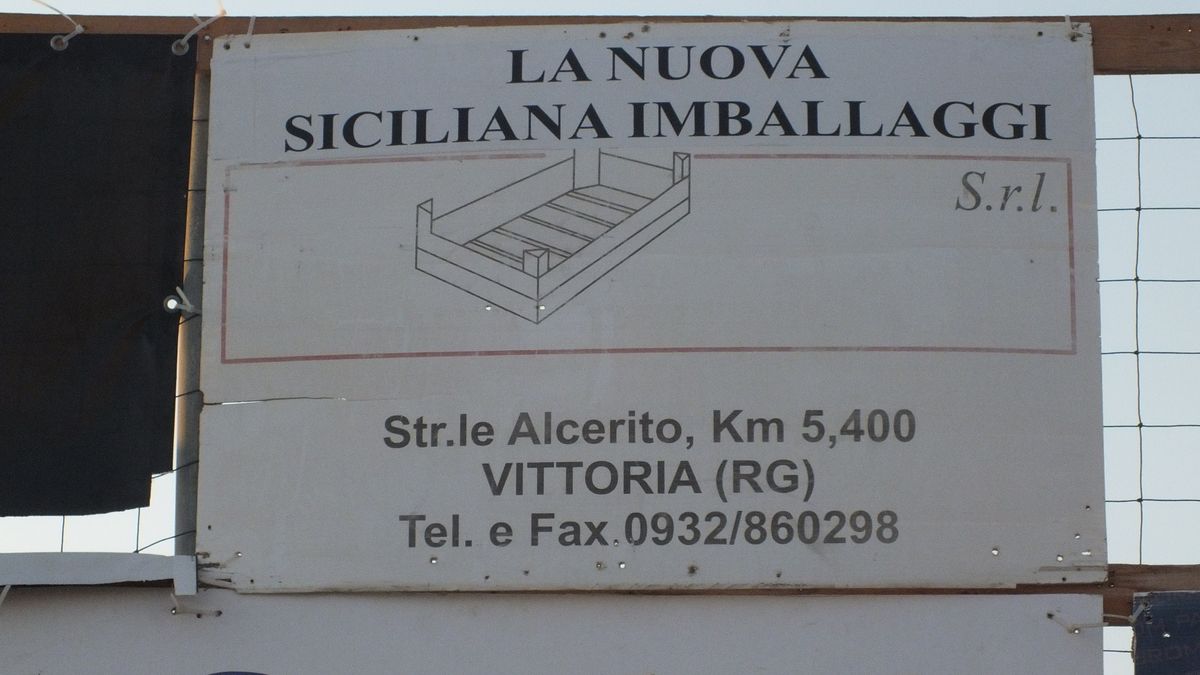 LA NUOVA
SICILIANA IMBALLAGGI
S.r.l.
Str.le Alcerito, Km 5,400
VITTORIA (RG)
Tel. e Fax.0932/860298